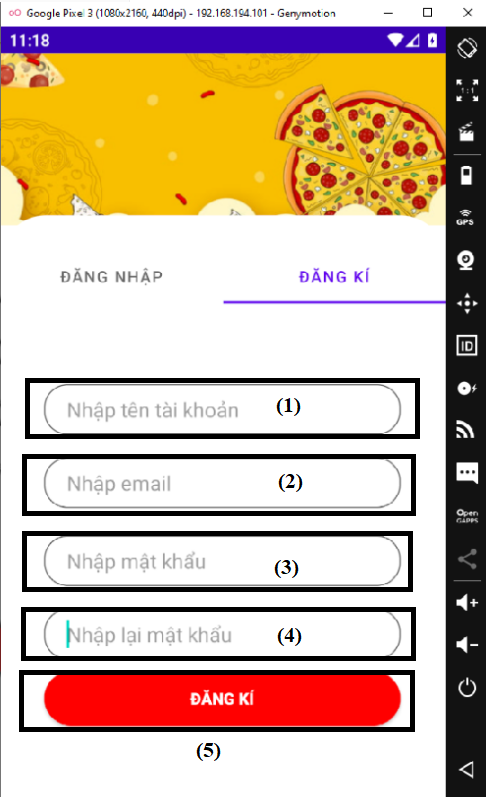 Google Pixel 3 (1080x2160, 440dpi) - 192.168.194.101 - Genymotion
11:18
1:1
GPS
ĐĂNG NHẬP
ĐĂNG KÍ
ID
Nhập tên tài khoản (1)
Nhập email (2)
Open
GAPPS
Nhập mật khẩu (3)
Nhập lại mật khẩu (4)
ĐĂNG KÍ
(5)